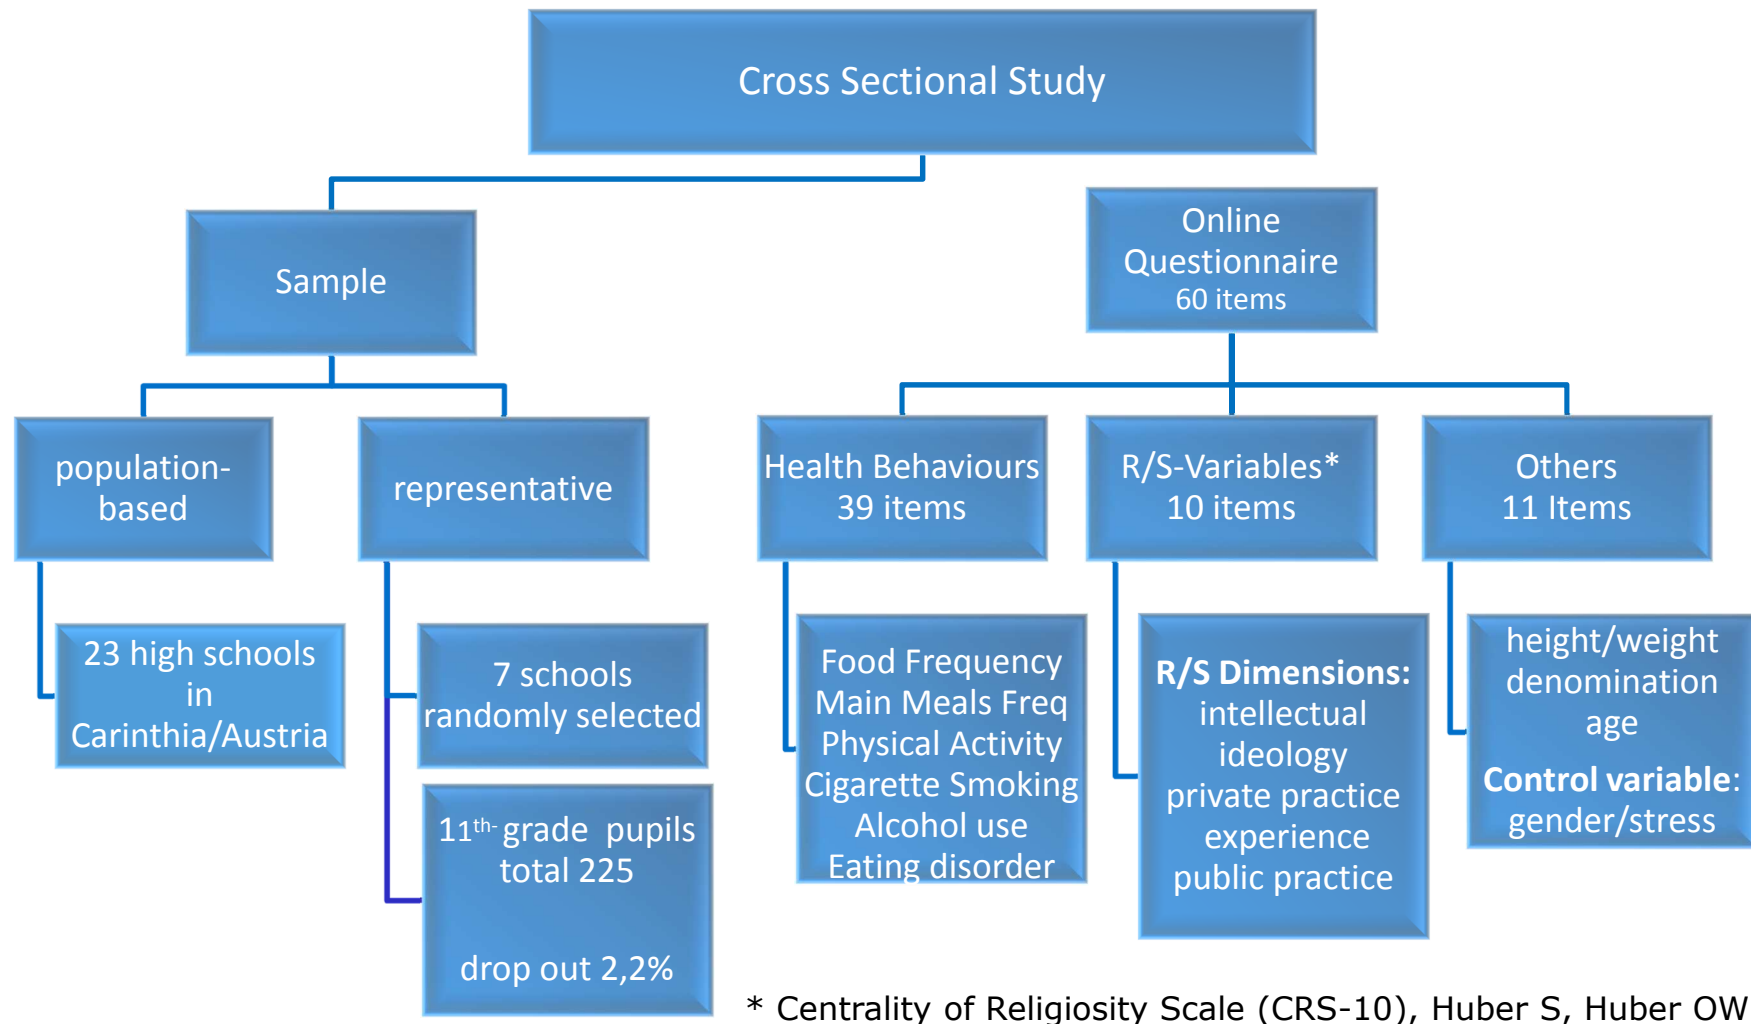 Cross Sectional Study
Sample
Online
Questionnaire
60 items
population-
based
representative
Health Behaviours
39 items
R/S-Variables*
10 items
Others
11 Items
23 high schools
in
Carinthia/Austria
7 schools
randomly selected
11th- grade pupils
total 225
drop out 2,2%
Food Frequency
Main Meals Freq
Physical Activity
Cigarette Smoking
Alcohol use
Eating disorder
R/S Dimensions:
intellectual
ideology
private practice
experience
public practice
height/weight
denomination
age
Control variable:
gender/stress
* Centrality of Religiosity Scale (CRS-10), Huber S, Huber OW